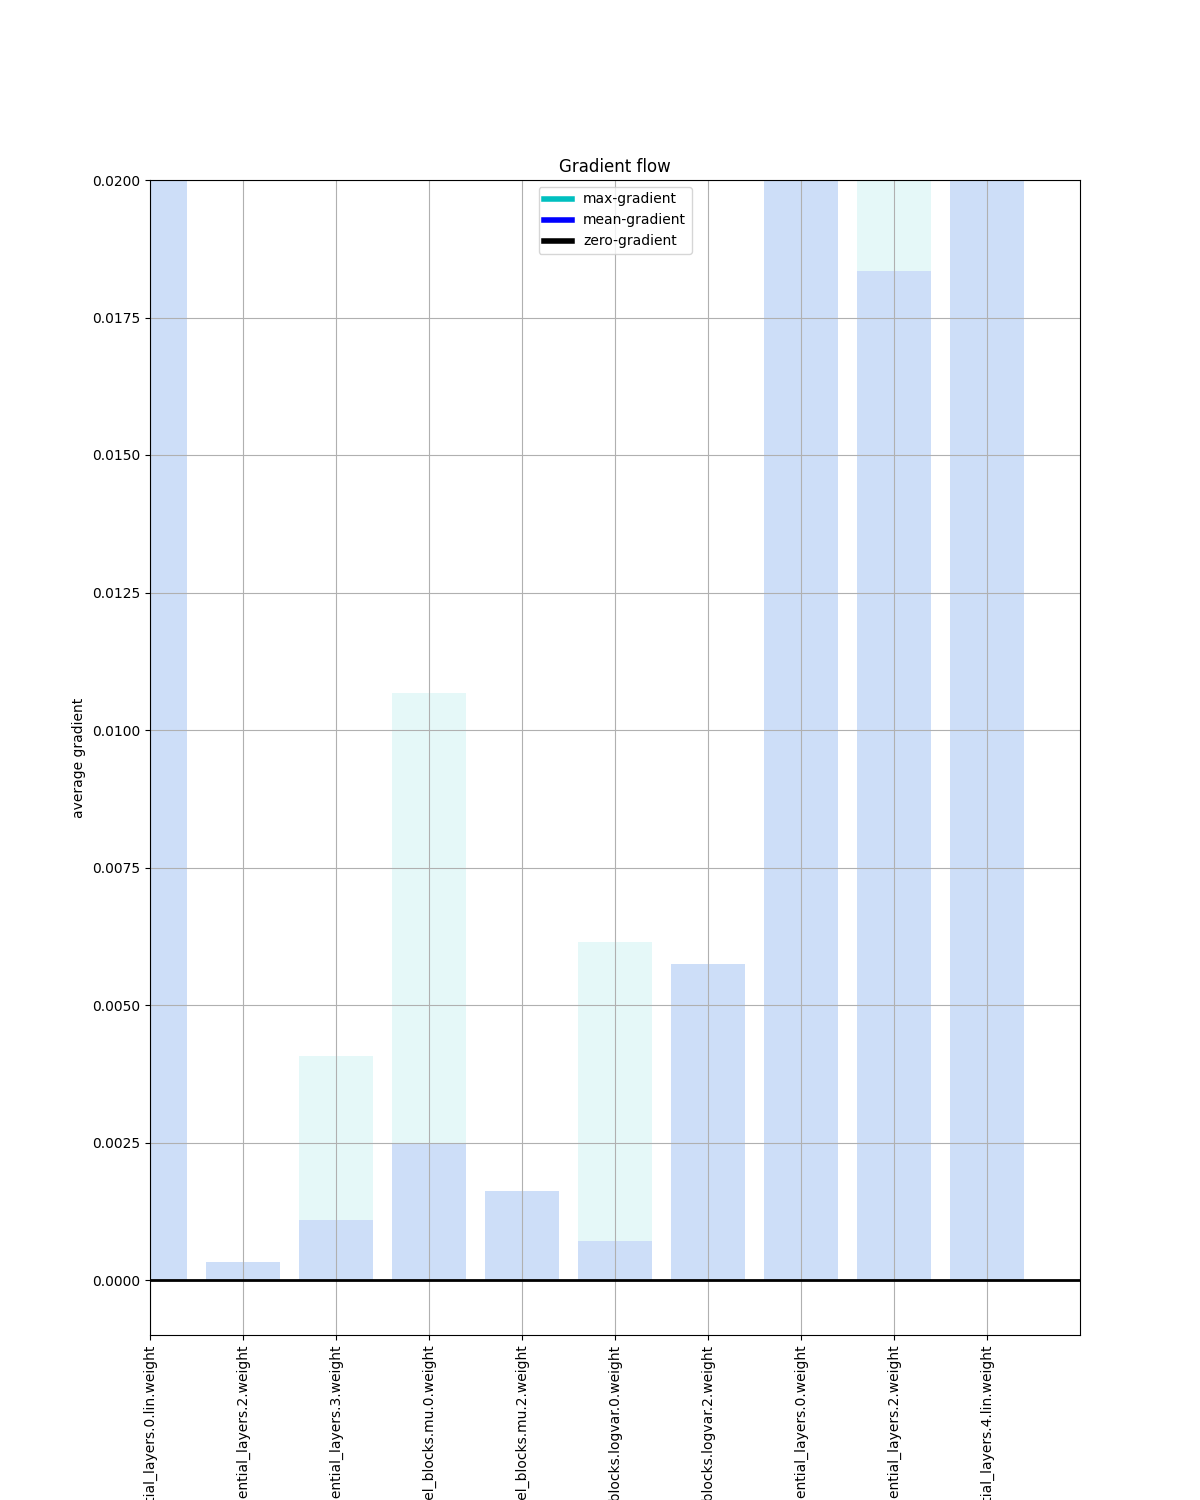 Gradient flow
max-gradient
mean-gradient
zero-gradient
0.0200
0.0175
0.0150
0.0125
0.0100
0.0075
0.0050
0.0025
0.0000
average gradient
tial_layers.0.lin.weight
ential_layers.2.weight
ential_layers.3.weight
el_blocks.mu.0.weight
el_blocks.mu.2.weight
blocks.logvar.0.weight
blocks.logvar.2.weight
ential_layers.0.weight
ential_layers.2.weight
tial_layers.4.lin.weight